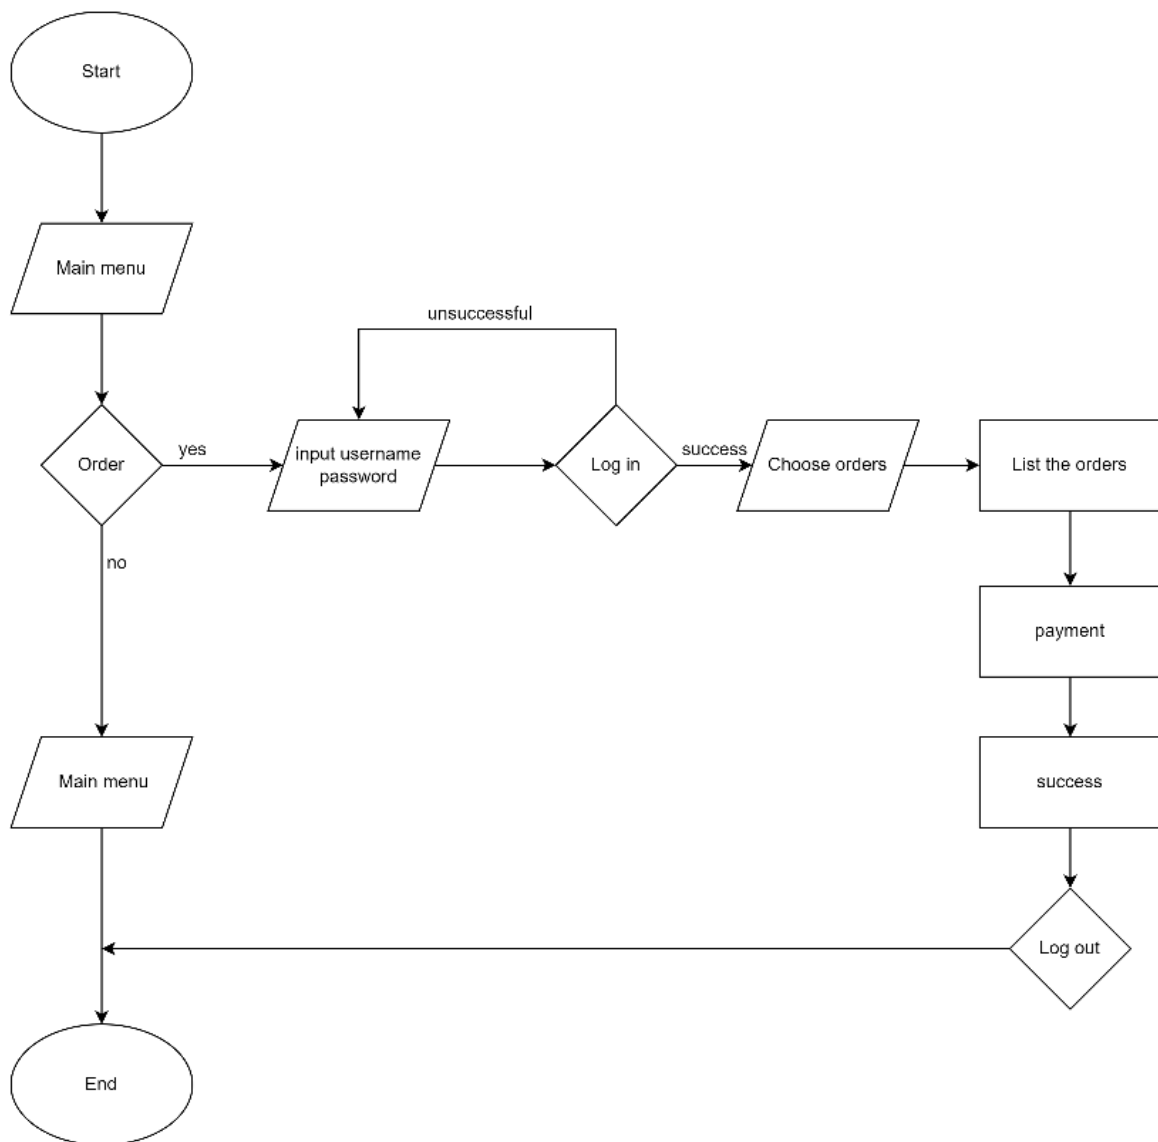 Start
Main menu
unsuccessful
Order
yes
input username
password
Log in
success
Choose orders
List the orders
no
payment
Main menu
success
Log out
End